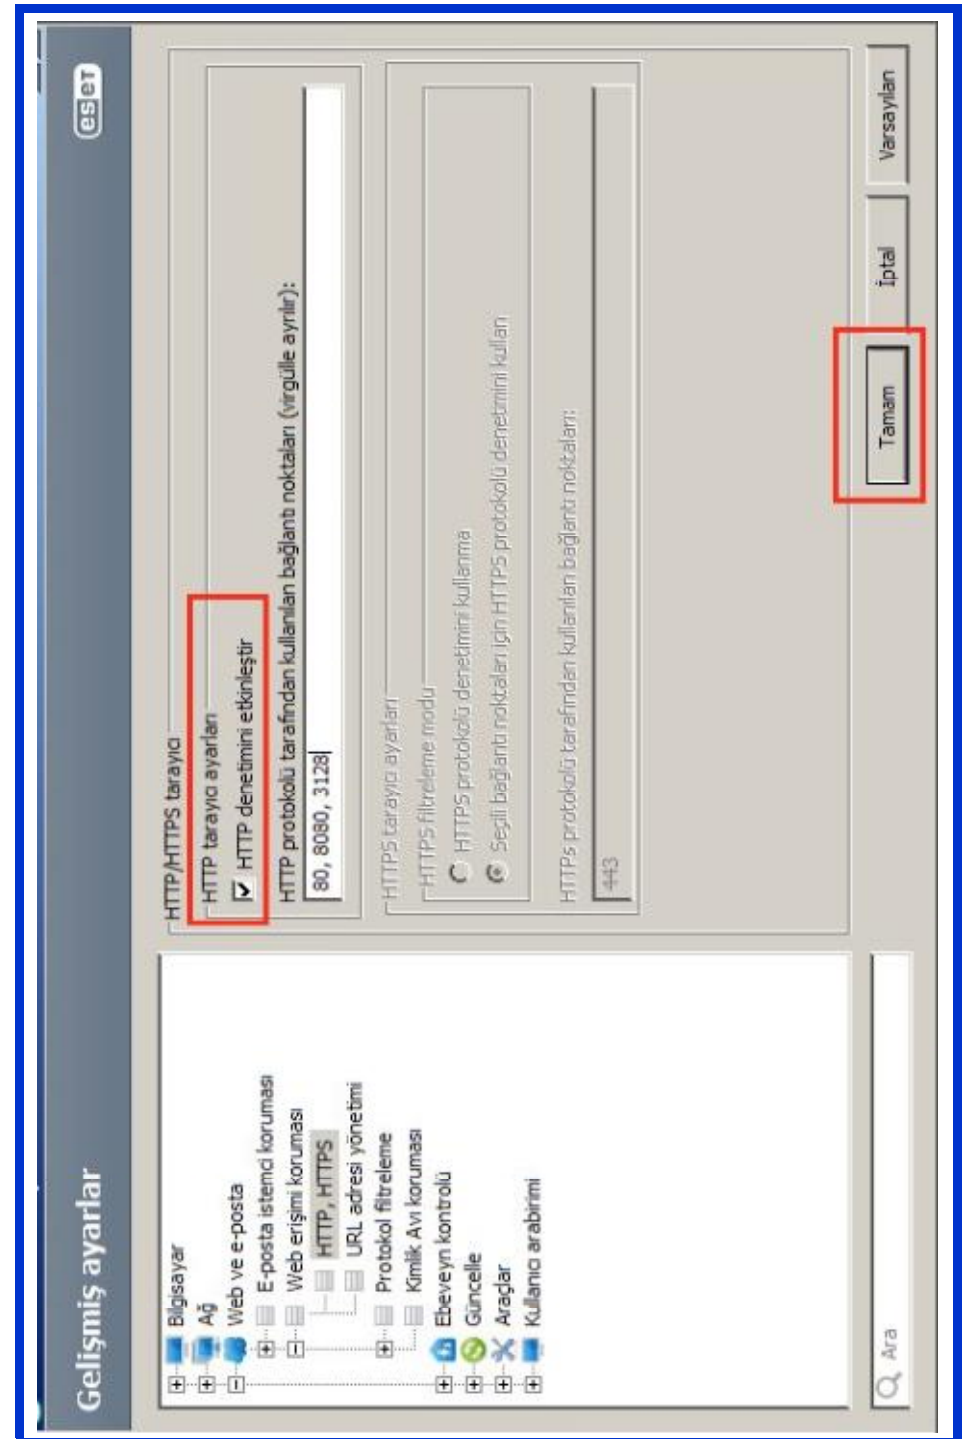 Gelişmiş ayarlar
eset
Bilgisayar
Ağ
Web ve e-posta
E-posta istemci koruması
Web erişimi koruması
HTTP, HTTPS
URL adresi yönetimi
Protokol filtreleme
Kimlik Avı koruması
Ebeveyn kontrolü
Güncelle
Araçlar
Kullanıcı arabirimi
Ara
HTTP/HTTPS tarayıcı
HTTP tarayıcı ayarları
HTTP denetimini etkinleştir
HTTP protokolü tarafından kullanılan bağlantı noktaları (virgülle ayrılır):
80, 8080, 3128
HTTPS tarayıcı ayarları
HTTPS filtreleme modu
HTTPS protokolü denetimini kullanma
Seçili bağlantı noktaları için HTTPS protokolü denetimini kullan
HTTPs protokolü tarafından kullanılan bağlantı noktaları:
443
Tamam
İptal
Varsayılan